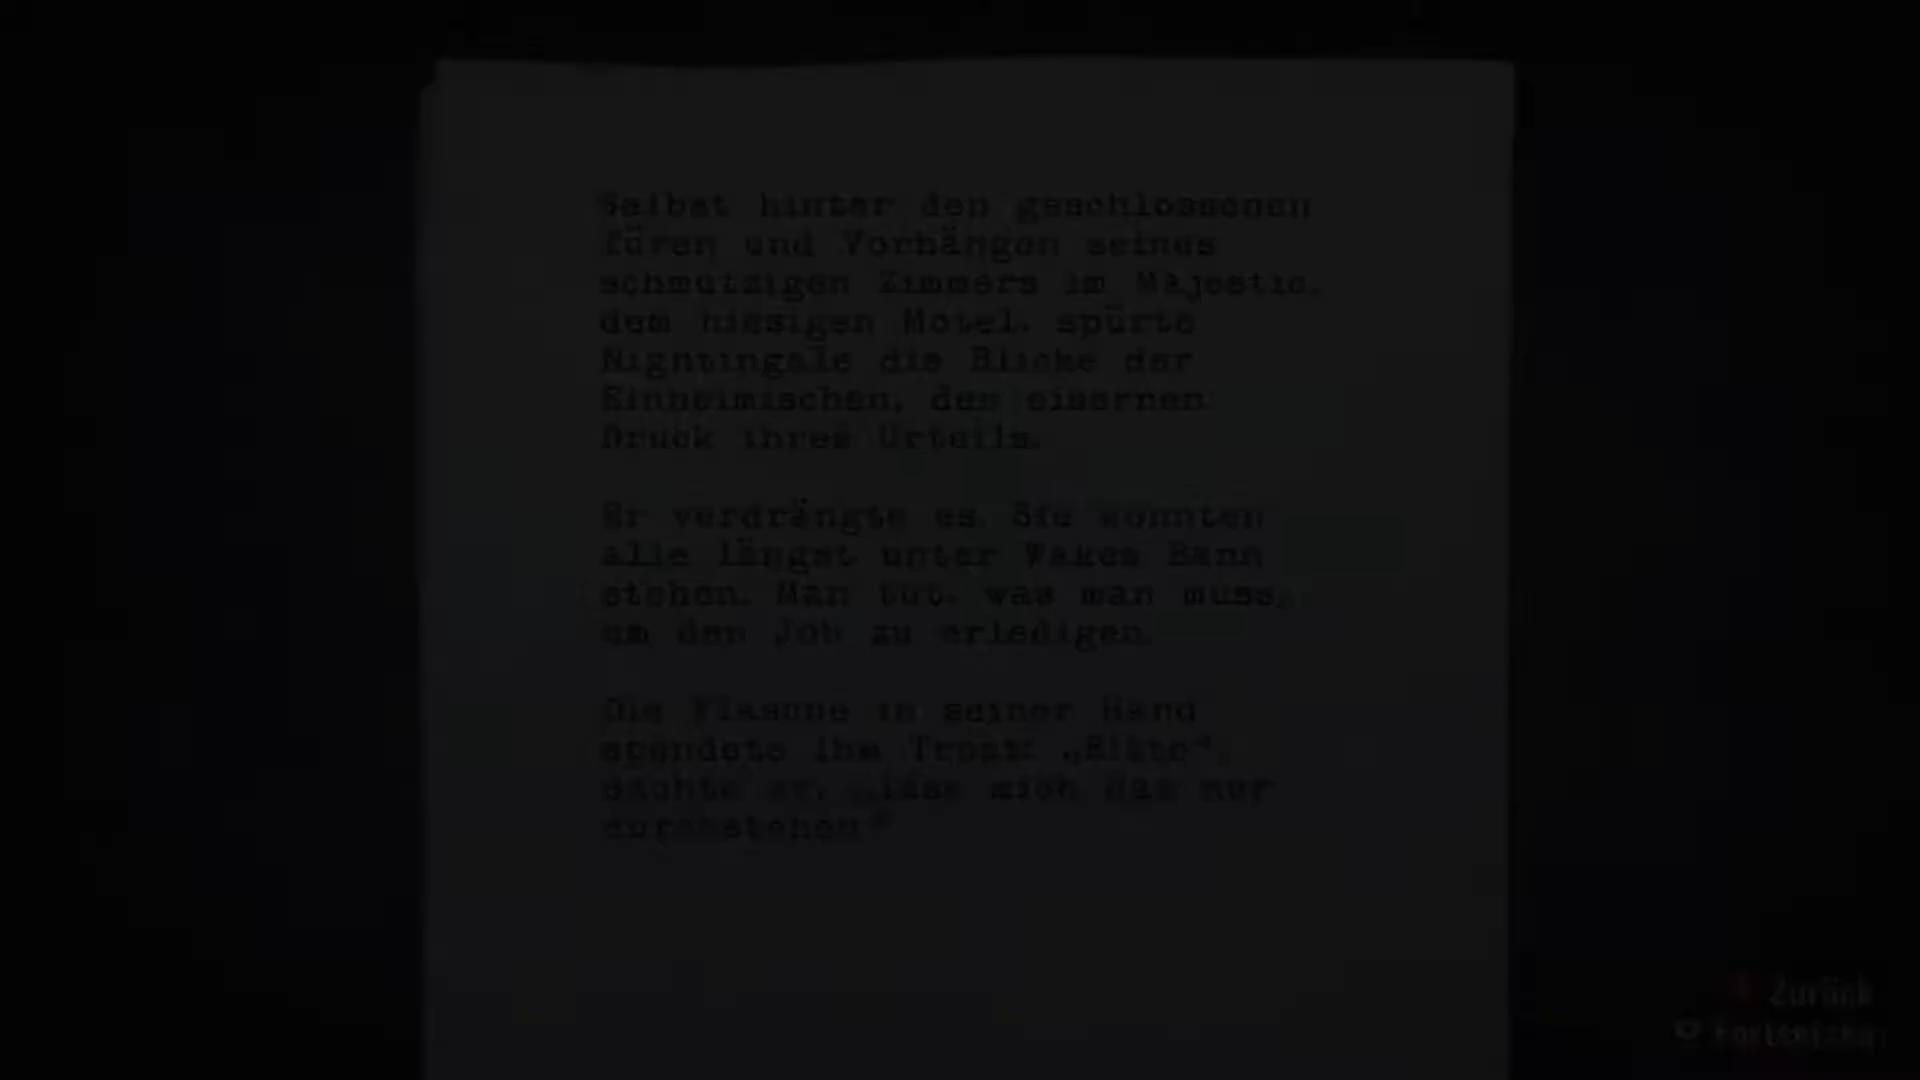 Selbst hinter den geschlossenen
Türen und Vorhängen seines
schmutzigen Zimmers im Majestic,
dem hiesigen Motel, spürte
Nightingale die Blicke der
Einheimischen, den eisernen
Druck ihres Urteils.
Er verdrängte es. Sie konnten
alle längst unter Wakes Bann
stehen. Man tut, was man muss,
um den Job zu erledigen.
Die Flasche in seiner Hand
spendete ihm Trost. „Bitte“,
dachte er, „lass mich das nur
durchstehen“
Zurück